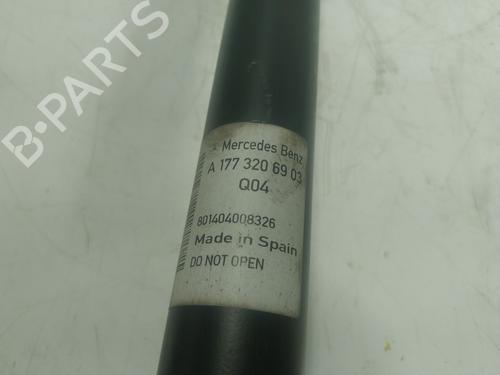 Mercedes Benz
A 177 320 69 03
Q04
801404008326
Made in Spain
DO NOT OPEN
B-PARTS